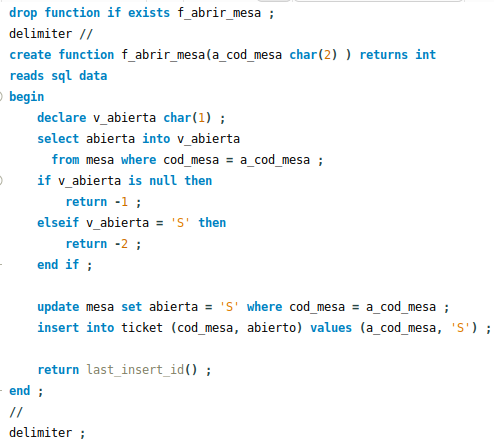 drop function if exists f_abrir_mesa ;
delimiter //
create function f_abrir_mesa(a_cod_mesa char(2) ) returns int
reads sql data
begin
    declare v_abierta char(1) ;
    select abierta into v_abierta
      from mesa where cod_mesa = a_cod_mesa ;
    if v_abierta is null then
        return -1 ;
    elseif v_abierta = 'S' then
        return -2 ;
    end if ;

    update mesa set abierta = 'S' where cod_mesa = a_cod_mesa ;
    insert into ticket (cod_mesa, abierto) values (a_cod_mesa, 'S') ;

    return last_insert_id() ;
end ;
//
delimiter ;